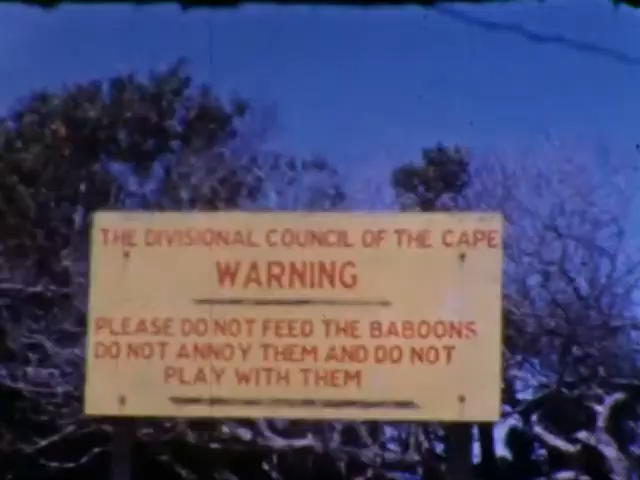 THE DIVISIONAL COUNCIL OF THE CAPE
WARNING
PLEASE DO NOT FEED THE BABOONS
DO NOT ANNOY THEM AND DO NOT
PLAY WITH THEM